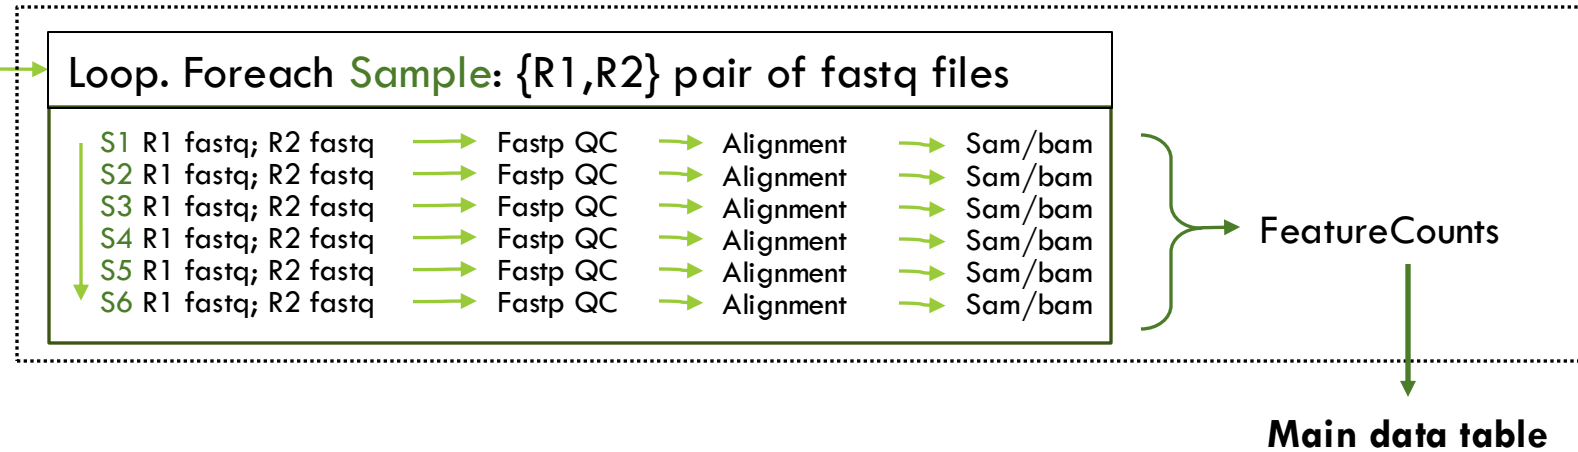 Loop. Foreach Sample: {R1,R2} pair of fastq files
S1 R1 fastq; R2 fastq Fastp QC Alignment Sam/bam
S2 R1 fastq; R2 fastq Fastp QC Alignment Sam/bam
S3 R1 fastq; R2 fastq Fastp QC Alignment Sam/bam
S4 R1 fastq; R2 fastq Fastp QC Alignment Sam/bam
S5 R1 fastq; R2 fastq Fastp QC Alignment Sam/bam
S6 R1 fastq; R2 fastq Fastp QC Alignment Sam/bam
FeatureCounts
Main data table